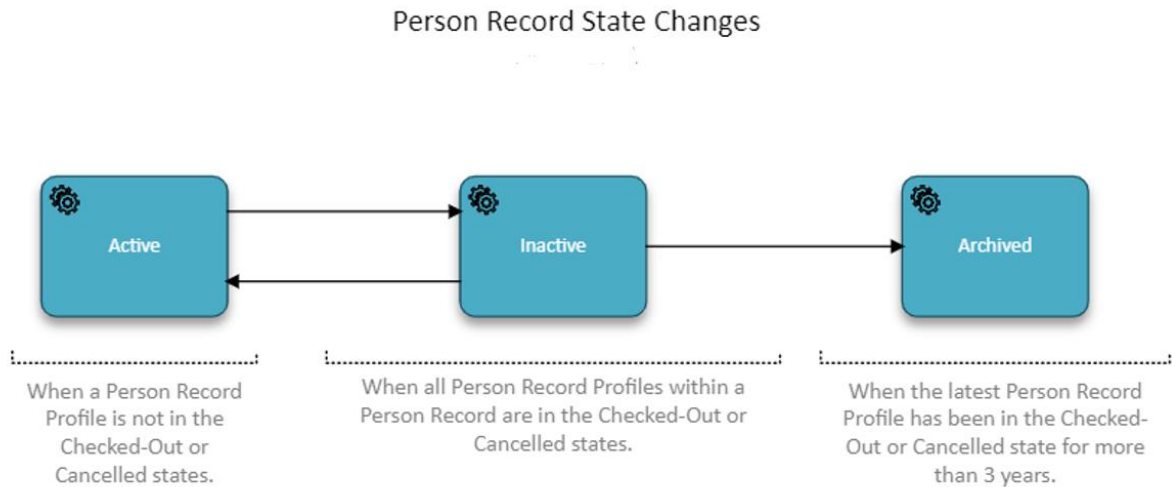 Person Record State Changes
Active
Inactive
Archived
When a Person Record
Profile is not in the
Checked-Out or
Cancelled states.
When all Person Record Profiles within a
Person Record are in the Checked-Out or
Cancelled states.
When the latest Person Record
Profile has been in the Checked-
Out or Cancelled state for more
than 3 years.